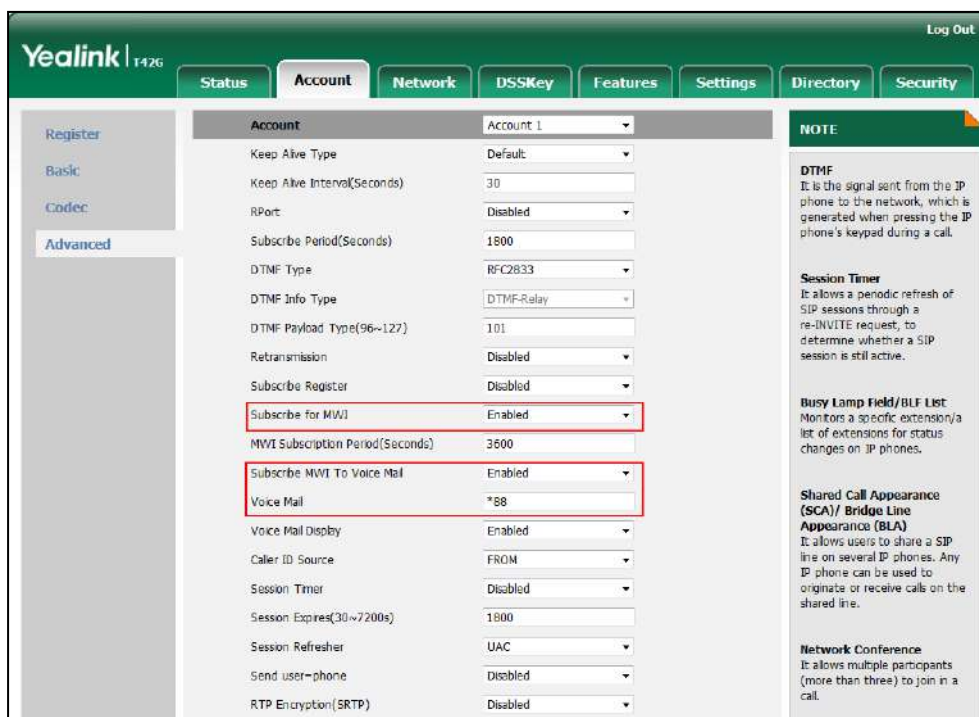 Log Out
Yealink T42G
Status Account Network DSSKey Features Settings Directory Security
Register
Basic
Codec
Advanced
Account Account 1
Keep Alive Type Default
Keep Alive Interval(Seconds) 30
RPort Disabled
Subscribe Period(Seconds) 1800
DTMF Type RFC2833
DTMF Info Type DTMF-Relay
DTMF Payload Type(96~127) 101
Retransmission Disabled
Subscribe Register Disabled
Subscribe for MWI Enabled
MWI Subscription Period(Seconds) 3600
Subscribe MWI To Voice Mail Enabled
Voice Mail *88
Voice Mail Display Enabled
Caller ID Source FROM
Session Timer Disabled
Session Expires(30~7200s) 1800
Session Refresher UAC
Send user=phone Disabled
RTP Encryption(SRTP) Disabled
NOTE
DTMF
It is the signal sent from the IP
phone to the network, which is
generated when pressing the IP
phone's keypad during a call.
Session Timer
It allows a periodic refresh of
SIP sessions through a
re-INVITE request, to
determine whether a SIP
session is still active.
Busy Lamp Field/BLF List
Monitors a specific extension/a
list of extensions for status
changes on IP phones.
Shared Call Appearance
(SCA)/ Bridge Line
Appearance (BLA)
It allows users to share a SIP
line on several IP phones. Any
IP phone can be used to
originate or receive calls on the
shared line.
Network Conference
It allows multiple participants
(more than three) to join in a
call.